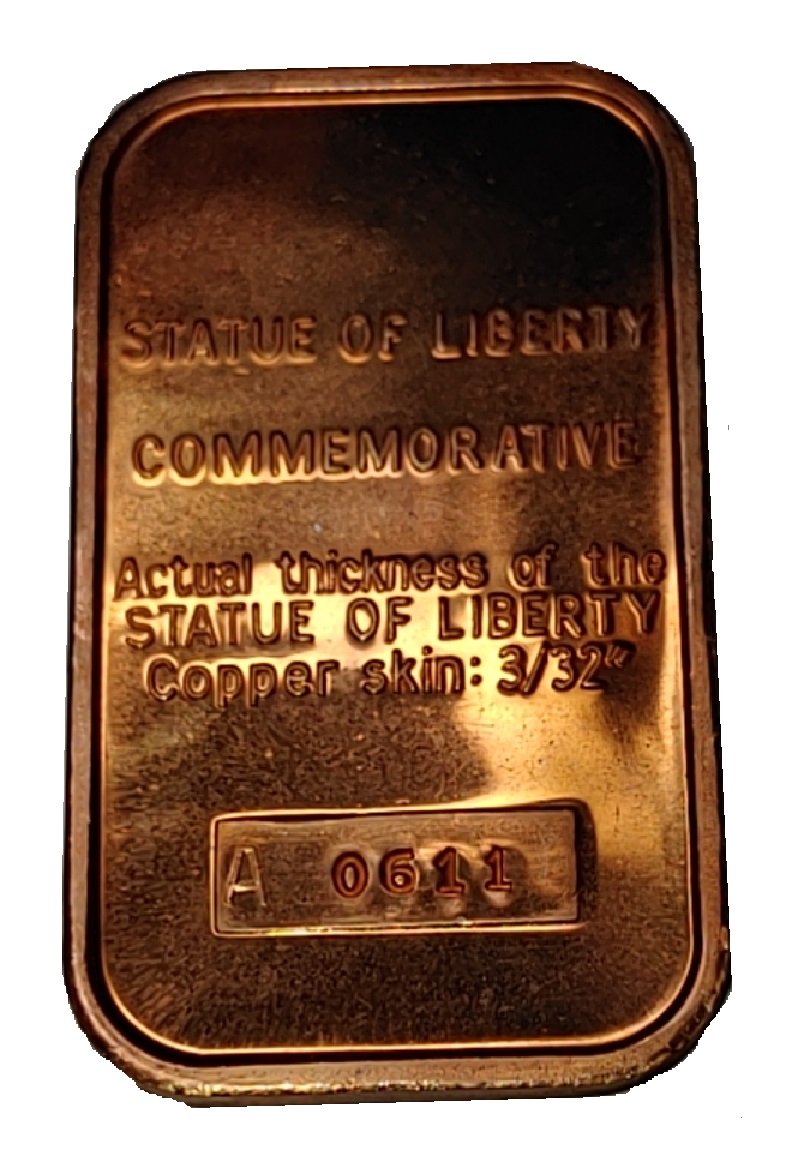 STATUE OF LIBERTY
COMMEMORATIVE
Actual thickness of the
STATUE OF LIBERTY
Copper skin: 3/32"
A 0611